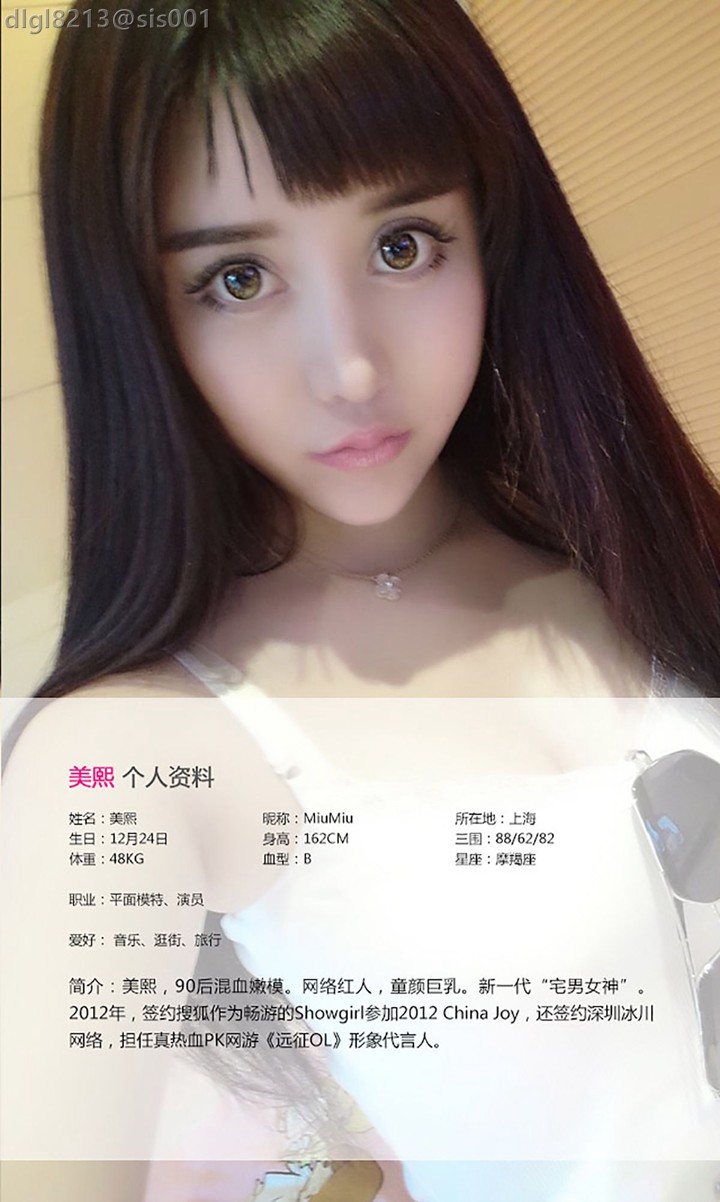 dlgl8213@sis001
美熙 个人资料
姓名：美熙 昵称：MiuMiu 所在地：上海
生日：12月24日 身高：162CM 三围：88/62/82
体重：48KG 血型：B 星座：摩羯座
职业：平面模特、演员
爱好： 音乐、逛街、旅行
简介：美熙，90后混血嫩模。网络红人，童颜巨乳。新一代“宅男女神”。
2012年，签约搜狐作为畅游的Showgirl参加2012 China Joy，还签约深圳冰川
网络，担任真热血PK网游《远征OL》形象代言人。